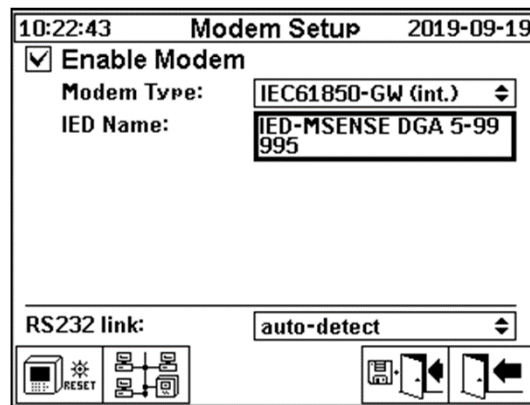 10:22:43 Modem Setup 2019-09-19
Enable Modem
Modem Type: IEC61850-GW (int.)
IED Name: IED-MSENSE DGA 5-99
995
RS232 link: auto-detect
RESET